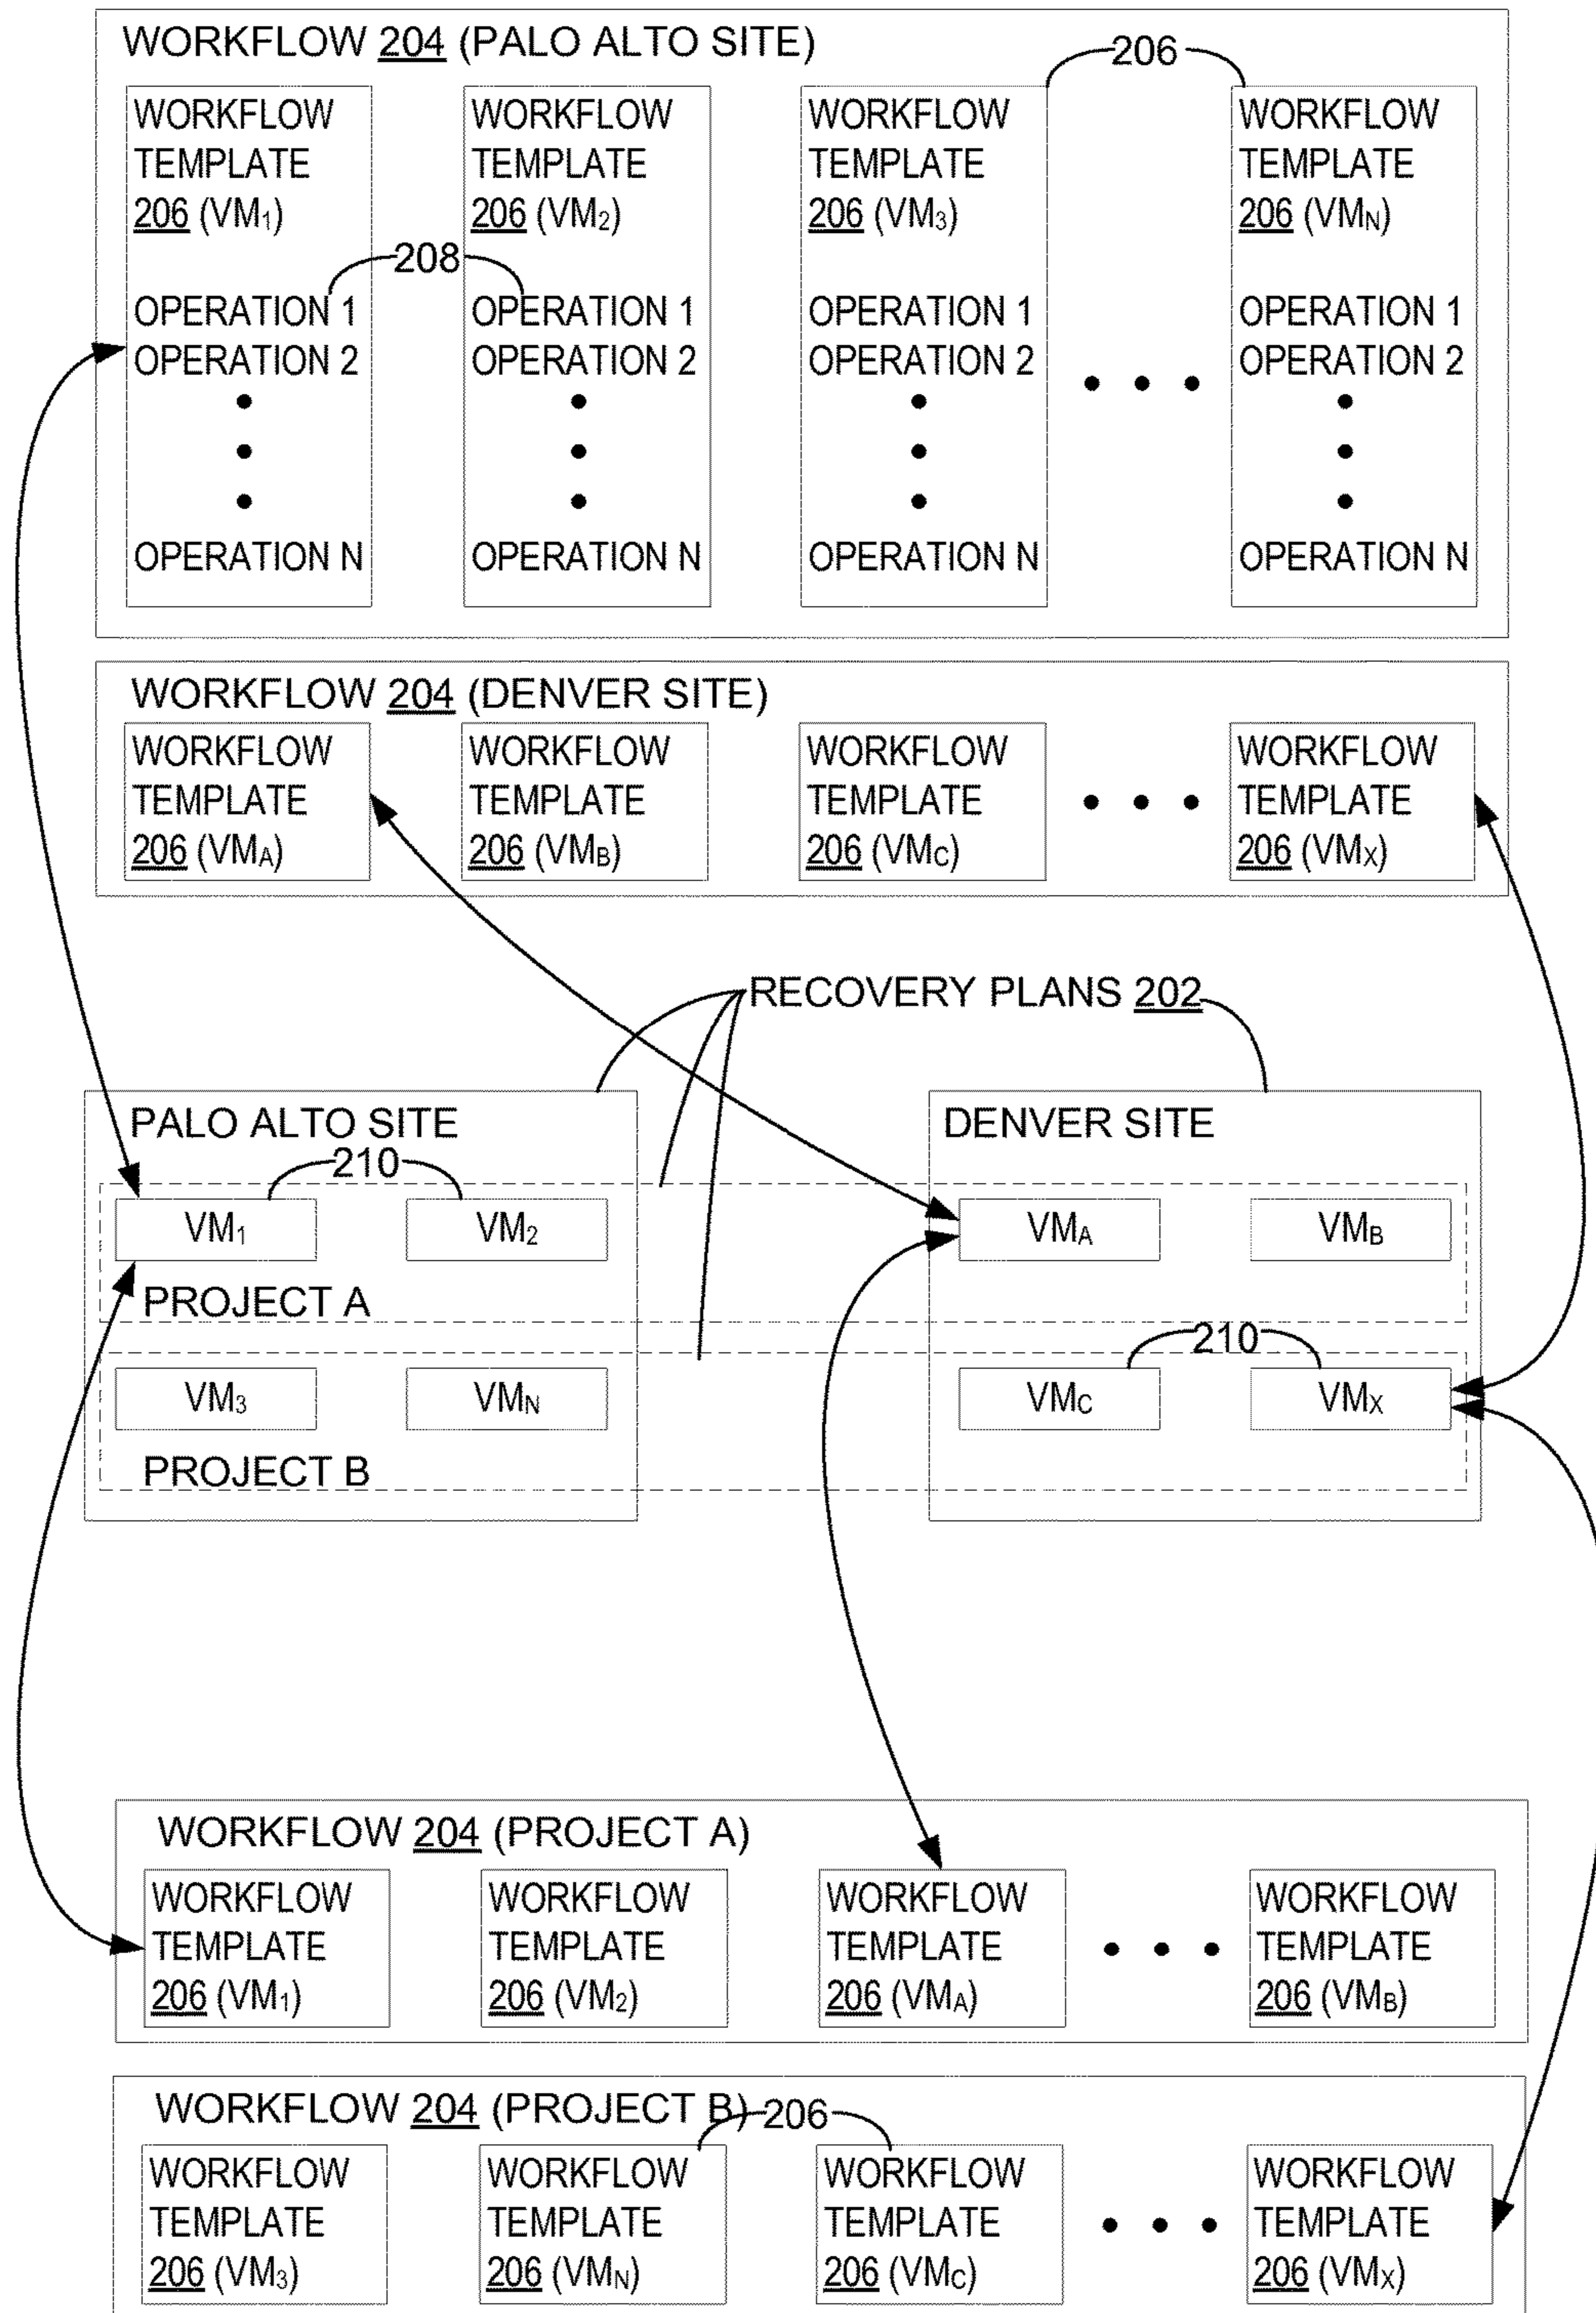 WORKFLOW 204 (PALO ALTO SITE)
206
WORKFLOW TEMPLATE 206 (VM₁)
OPERATION 1
OPERATION 2
OPERATION N
208
WORKFLOW TEMPLATE 206 (VM₂)
OPERATION 1
OPERATION 2
OPERATION N
WORKFLOW TEMPLATE 206 (VM₃)
OPERATION 1
OPERATION 2
OPERATION N
WORKFLOW TEMPLATE 206 (VMN)
OPERATION 1
OPERATION 2
OPERATION N
WORKFLOW 204 (DENVER SITE)
WORKFLOW TEMPLATE 206 (VMA)
WORKFLOW TEMPLATE 206 (VMB)
WORKFLOW TEMPLATE 206 (VMC)
WORKFLOW TEMPLATE 206 (VMX)
RECOVERY PLANS 202
PALO ALTO SITE
210
VM₁
VM₂
PROJECT A
VM₃
VMN
PROJECT B
DENVER SITE
VMA
VMB
210
VMC
VMX
WORKFLOW 204 (PROJECT A)
WORKFLOW TEMPLATE 206 (VM₁)
WORKFLOW TEMPLATE 206 (VM₂)
WORKFLOW TEMPLATE 206 (VMA)
WORKFLOW TEMPLATE 206 (VMB)
WORKFLOW 204 (PROJECT B)
206
WORKFLOW TEMPLATE 206 (VM₃)
WORKFLOW TEMPLATE 206 (VMN)
WORKFLOW TEMPLATE 206 (VMC)
WORKFLOW TEMPLATE 206 (VMX)